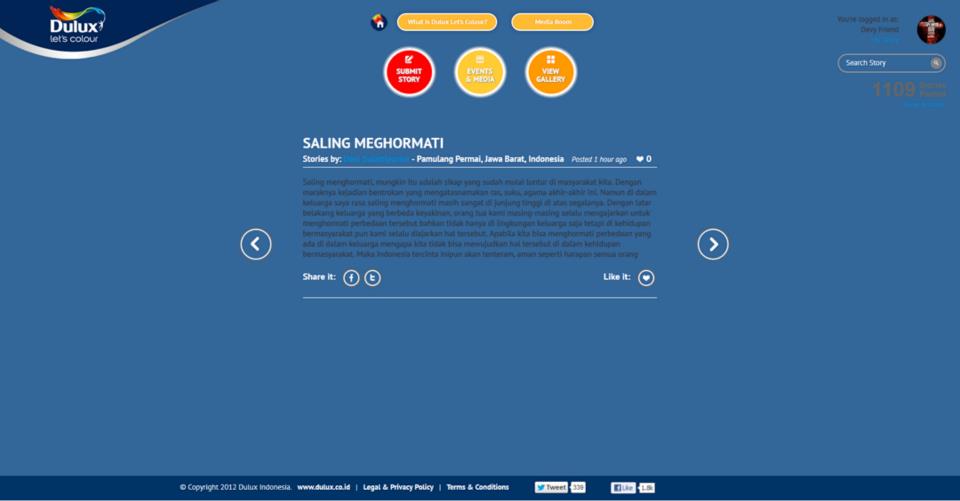 Dulux
let's colour
What is Dulux Let's Colour?
Media Room
You're logged in as:
Devy Friend
SUBMIT
STORY
EVENTS
& MEDIA
VIEW
GALLERY
Search Story
1109 Stories
Posted
SALING MEGHORMATI
Stories by: - Pamulang Permai, Jawa Barat, Indonesia Posted 1 hour ago 0
Saling menghormati, mungkin itu adalah sikap yang sudah mulai luntur di masyarakat kita. Dengan
maraknya kejadian bentrokan yang mengatasnamakan ras, suku, agama akhir-akhir ini. Namun di dalam
keluarga saya rasa saling menghormati masih sangat di junjung tinggi di atas segalanya. Dengan latar
belakang keluarga yang berbeda keyakinan, orang tua kami masing-masing selalu mengajarkan untuk
menghormati perbedaan tersebut bahkan tidak hanya di lingkungan keluarga saja tetapi di kehidupan
bermasyarakat pun kami selalu diajarkan hal tersebut. Apabila kita bisa menghormati perbedaan yang
ada di dalam keluarga mengapa kita tidak bisa mewujudkan hal tersebut di dalam kehidupan
bermasyarakat. Maka Indonesia tercinta inipun akan tenteram, aman seperti harapan semua orang
Share it:
Like it:
© Copyright 2012 Dulux Indonesia. www.dulux.co.id | Legal & Privacy Policy | Terms & Conditions
Tweet 339
Like 1.8k